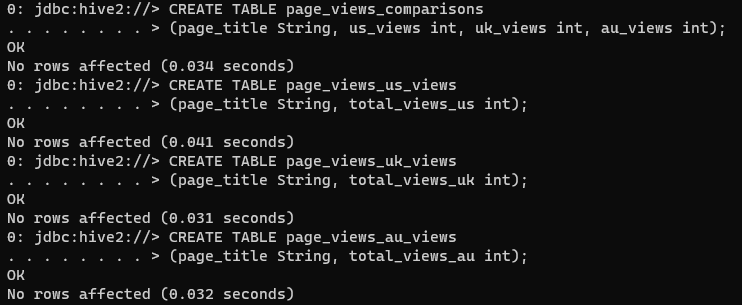 0: jdbc:hive2://> CREATE TABLE page_views_comparisons
. . . . . . . . > (page_title String, us_views int, uk_views int, au_views int);
OK
No rows affected (0.034 seconds)
0: jdbc:hive2://> CREATE TABLE page_views_us_views
. . . . . . . . > (page_title String, total_views_us int);
OK
No rows affected (0.041 seconds)
0: jdbc:hive2://> CREATE TABLE page_views_uk_views
. . . . . . . . > (page_title String, total_views_uk int);
OK
No rows affected (0.031 seconds)
0: jdbc:hive2://> CREATE TABLE page_views_au_views
. . . . . . . . > (page_title String, total_views_au int);
OK
No rows affected (0.032 seconds)